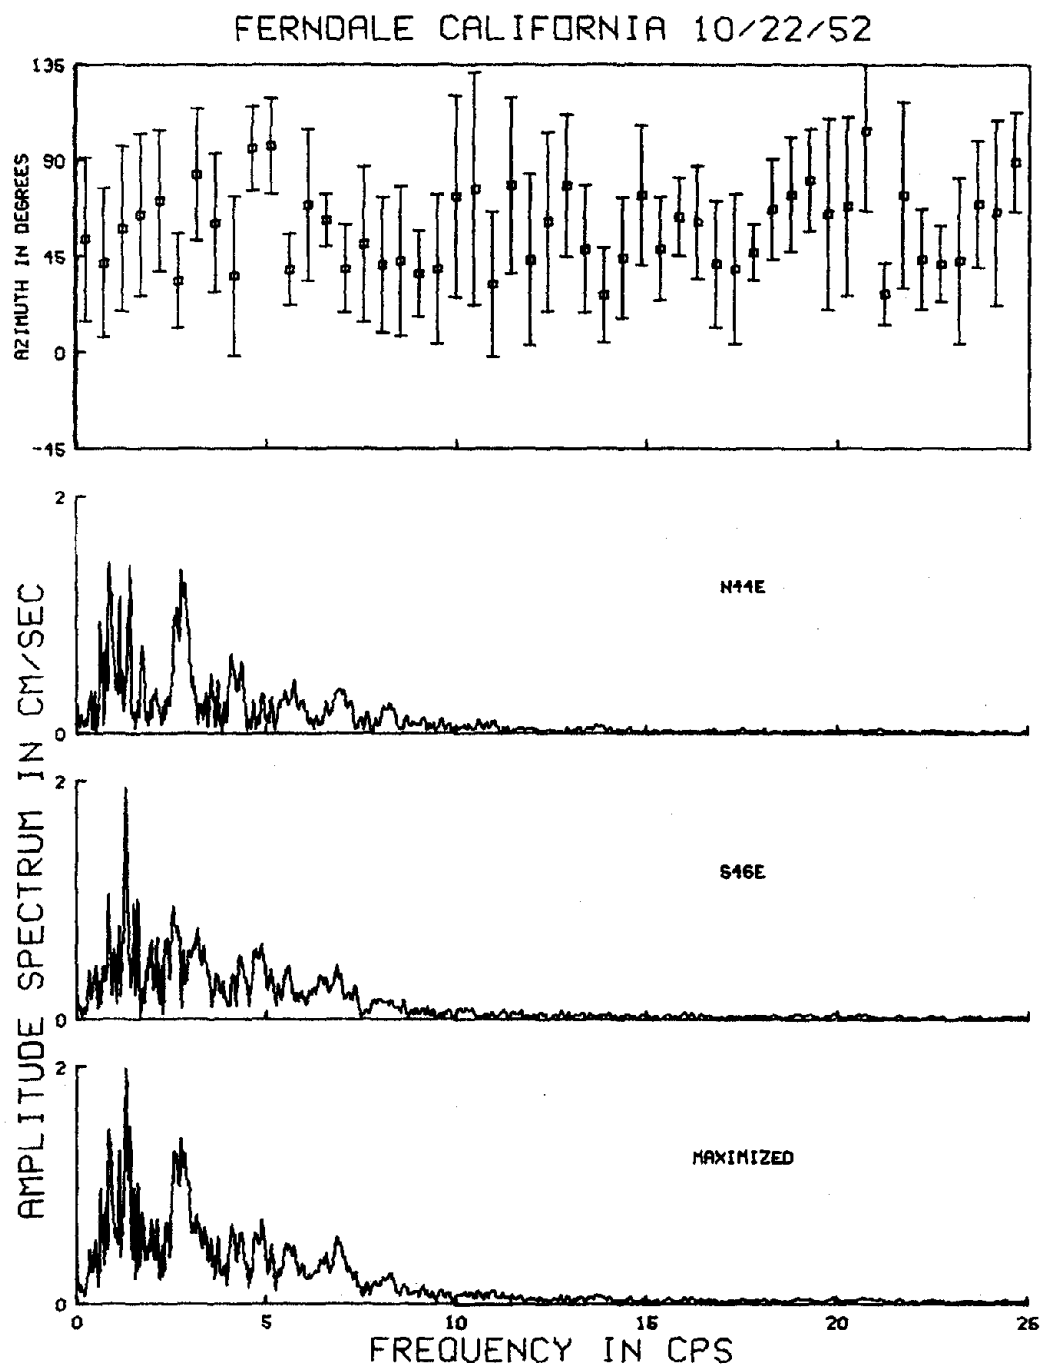 FERNDALE CALIFORNIA 10/22/52
135
90
45
0
-45
AZIMUTH IN DEGREES
2
0
N44E
2
0
S46E
2
0
MAXIMIZED
AMPLITUDE SPECTRUM IN CM/SEC
0 5 10 15 20 25
FREQUENCY IN CPS